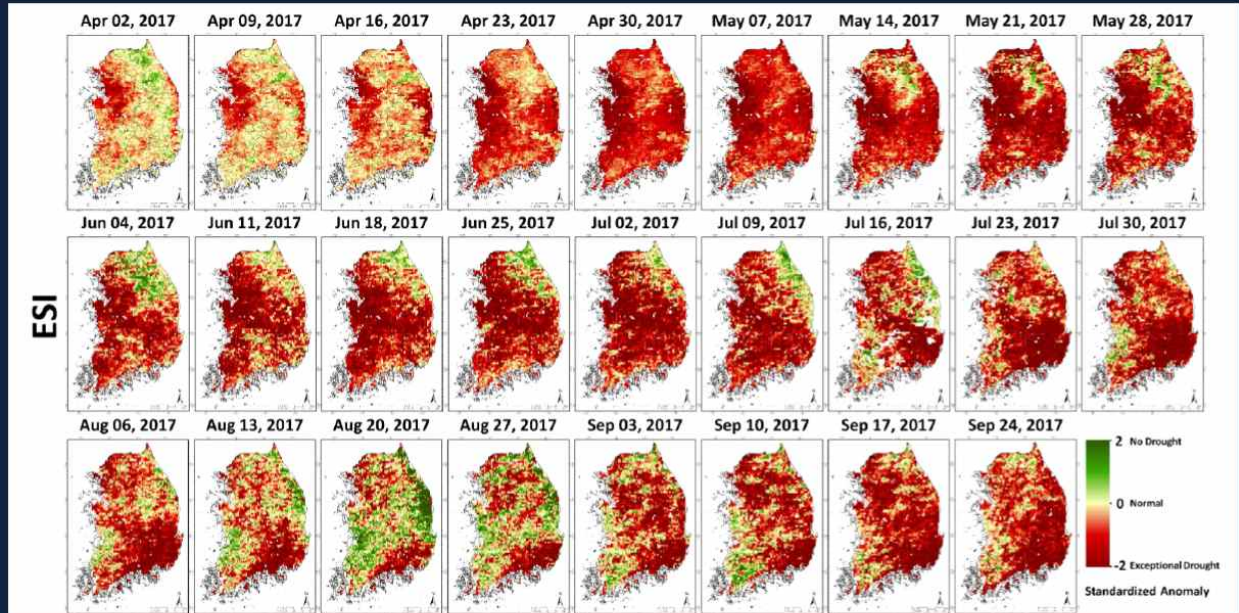 Apr 02, 2017 Apr 09, 2017 Apr 16, 2017 Apr 23, 2017 Apr 30, 2017 May 07, 2017 May 14, 2017 May 21, 2017 May 28, 2017
Jun 04, 2017 Jun 11, 2017 Jun 18, 2017 Jun 25, 2017 Jul 02, 2017 Jul 09, 2017 Jul 16, 2017 Jul 23, 2017 Jul 30, 2017
ESI
Aug 06, 2017 Aug 13, 2017 Aug 20, 2017 Aug 27, 2017 Sep 03, 2017 Sep 10, 2017 Sep 17, 2017 Sep 24, 2017
2 No Drought
0 Normal
-2 Exceptional Drought
Standardized Anomaly